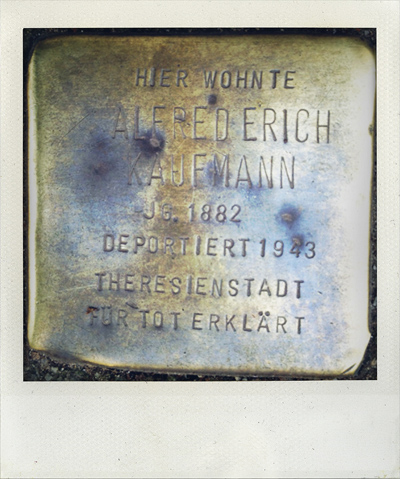 HIER WOHNTE
ALFRED ERICH
KAUFMANN
JG. 1882
DEPORTIERT 1943
THERESIENSTADT
FÜR TOT ERKLÄRT